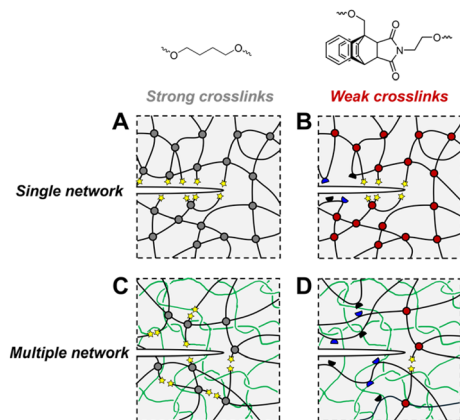 O O
O O N O O
Strong crosslinks Weak crosslinks
A B
Single network
C D
Multiple network